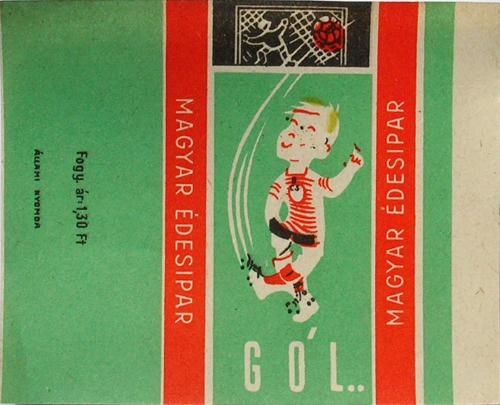 MAGYAR ÉDESIPAR
GÓL..
MAGYAR ÉDESIPAR
Fogy. ár: 1,30 Ft
ÁLLAMI NYOMDA